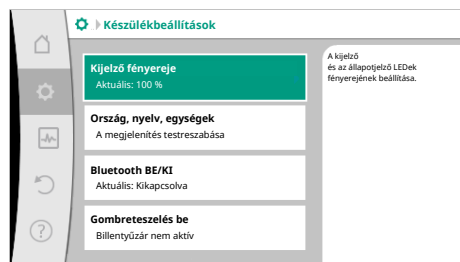 Készülékbeállítások
Kijelző fényereje
Aktuális: 100 %
Ország, nyelv, egységek
A megjelenítés testreszabása
Bluetooth BE/KI
Aktuális: Kikapcsolva
Gombreteszelés be
Billentyűzár nem aktív
A kijelző
és az állapotjelző LEDek
fényerejének beállítása.